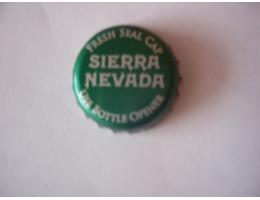 FRESH SEAL CAP
SIERRA
NEVADA
USE BOTTLE OPENER